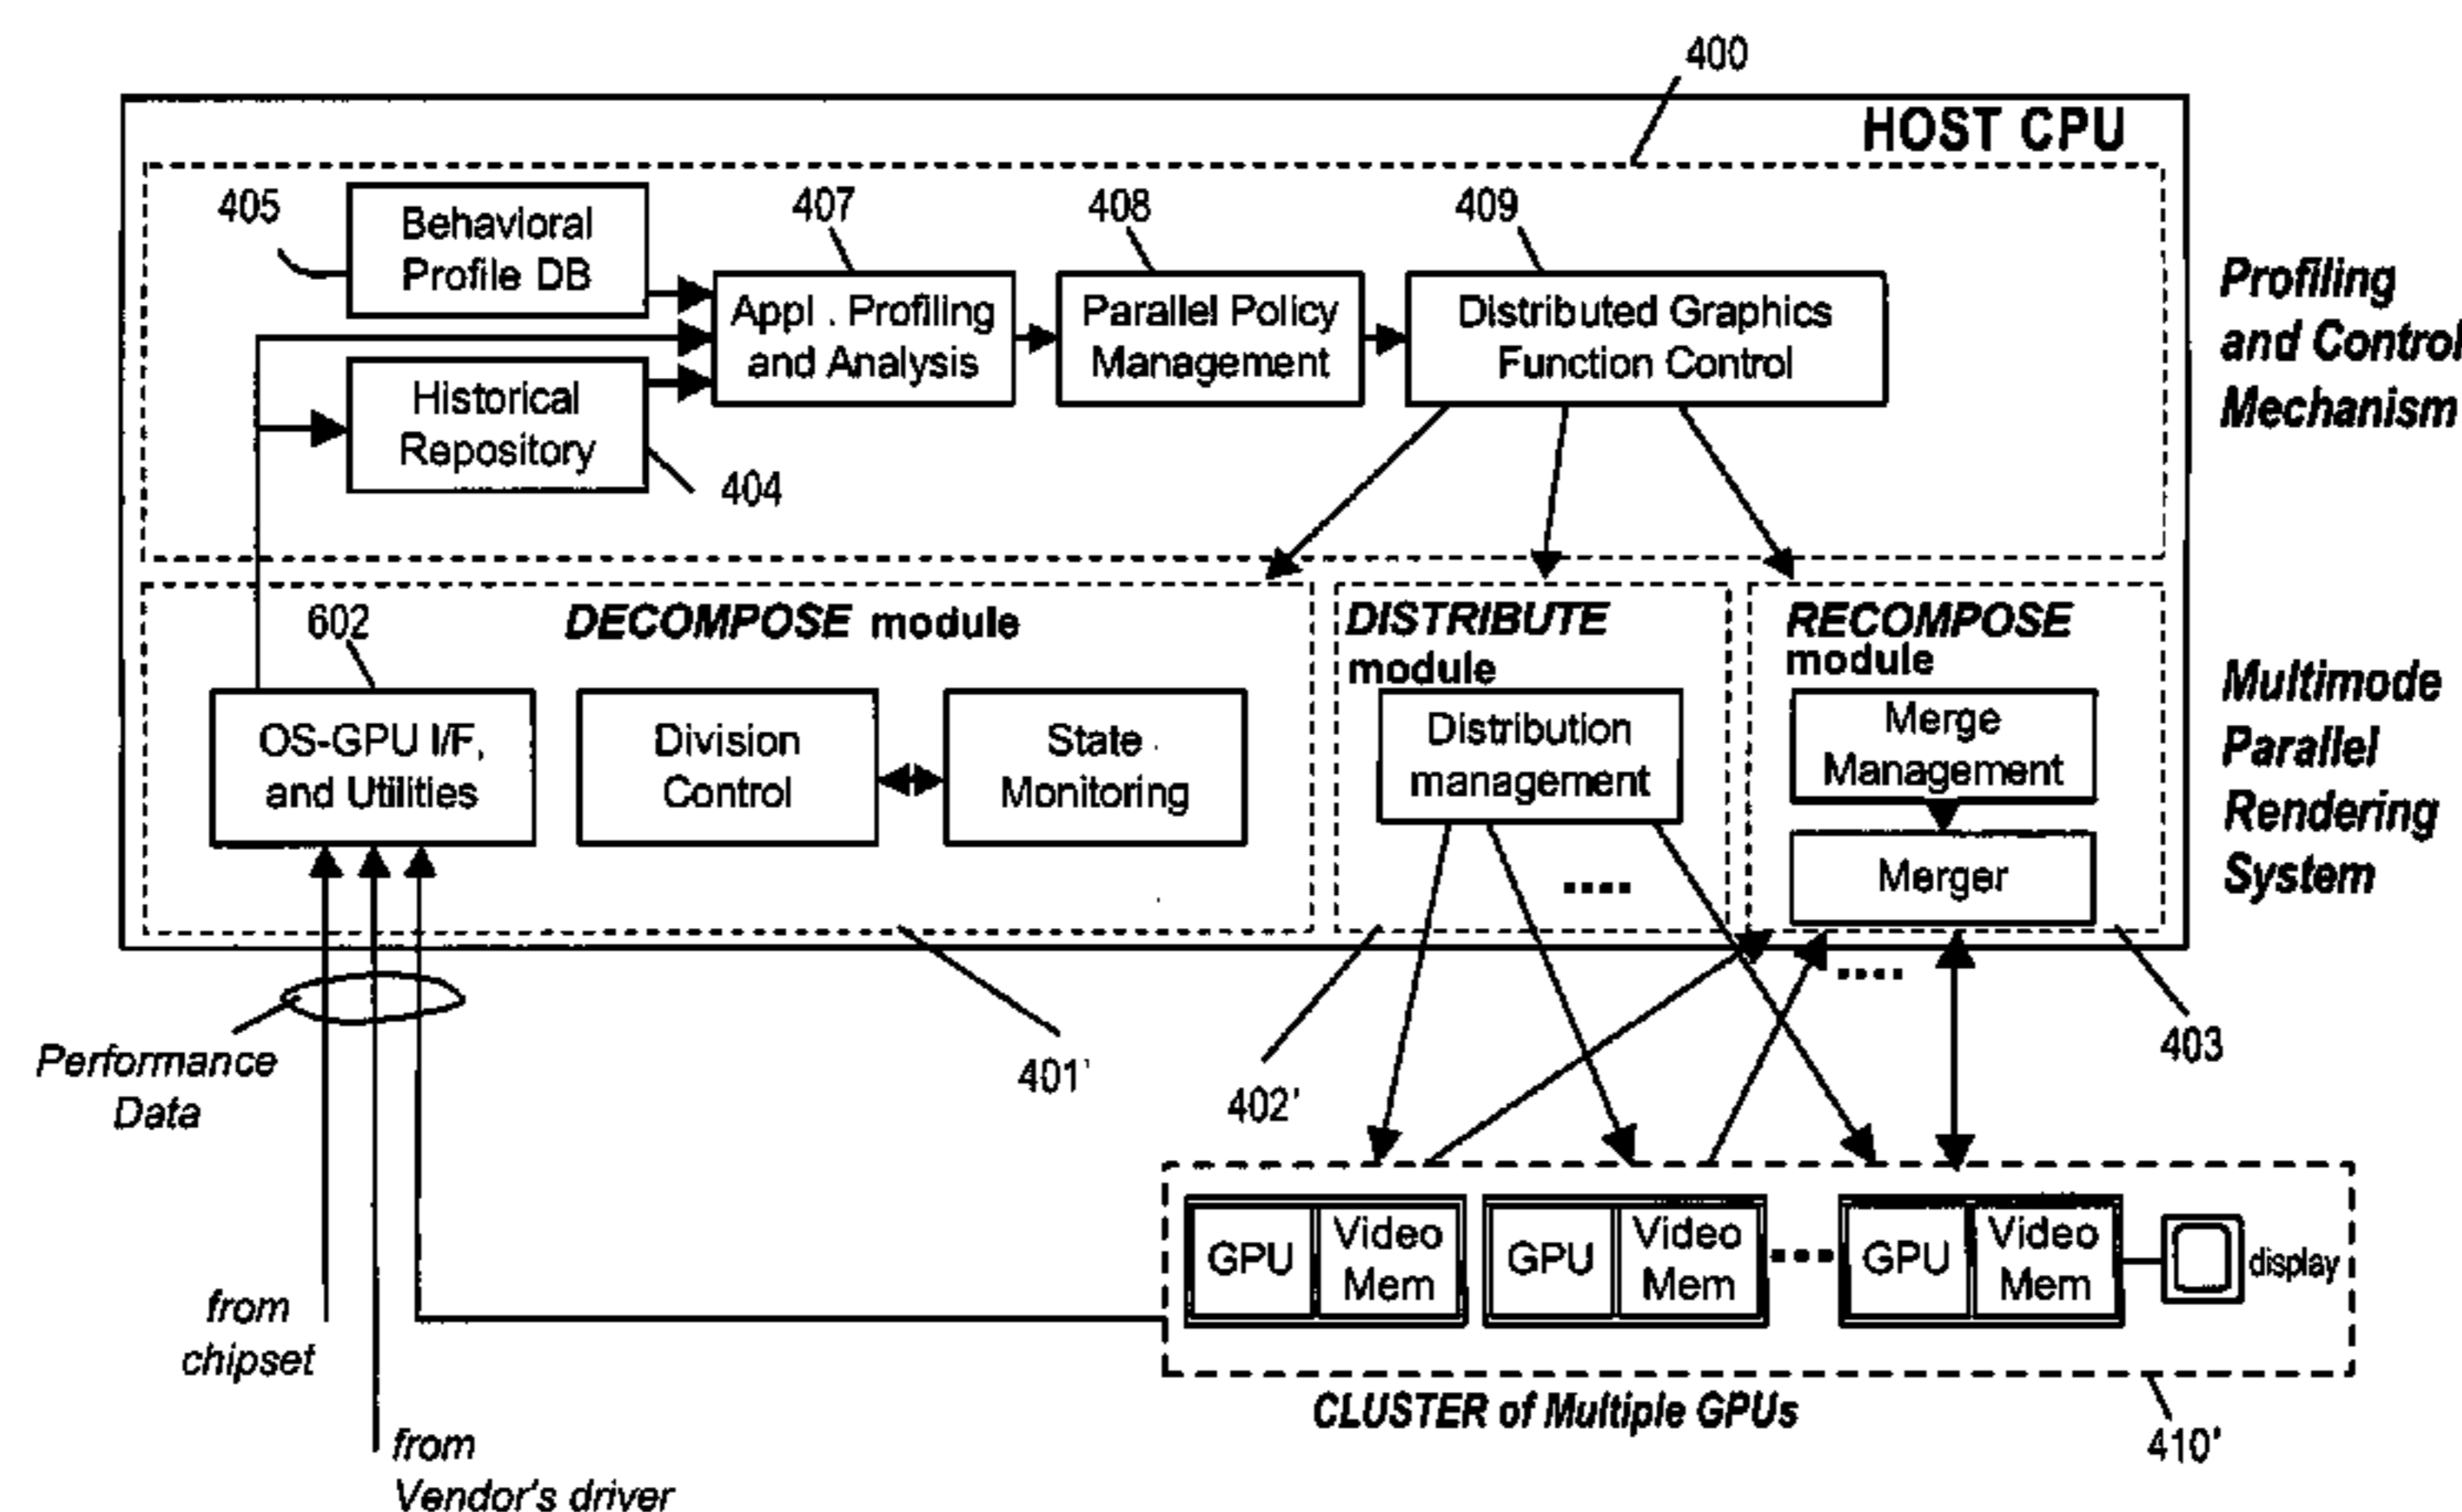 400
HOST CPU
405
Behavioral
Profile DB
407
408
409
Appl . Profiling
and Analysis
Parallel Policy
Management
Distributed Graphics
Function Control
Profiling
and Control
Mechanism
Historical
Repository
404
602
DECOMPOSE module
DISTRIBUTE
module
RECOMPOSE
module
OS-GPU I/F,
and Utilities
Division
Control
State
Monitoring
Distribution
management
Merge
Management
Merger
Multimode
Parallel
Rendering
System
Performance
Data
401'
402'
403
GPU
Video
Mem
GPU
Video
Mem
GPU
Video
Mem
display
from
chipset
CLUSTER of Multiple GPUs
410'
from
Vendor's driver